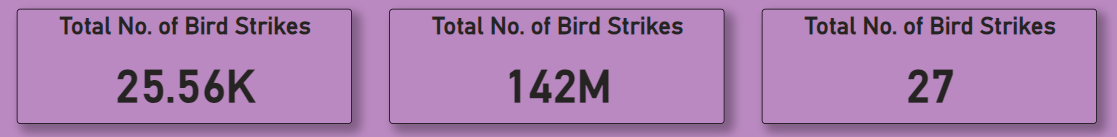 Total No. of Bird Strikes
25.56K
Total No. of Bird Strikes
142M
Total No. of Bird Strikes
27